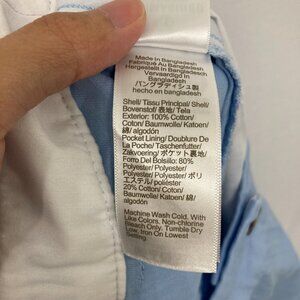 Made In Bangladesh
Fabriqué Au Bangladesh
Hergestellt In Bangladesh
Vervaardigd In
Bangladesh
バングラディッシュ製
hecho en bangladesh
Shell/ Tissu Principal/ Shell/
Bovenstof/ 表地/ Tela
Exterior: 100% Cotton/
Coton/ Baumwolle/ Katoen/
綿/ algodón
Pocket Lining/ Doublure De
La Poche/ Taschenfutter/
Zakvoering/ ポケット裏地/
Forro Del Bolsillo: 80%
Polyester/ Polyester/
Polyester/ Polyester/ ポリ
エステル/ poliéster
20% Cotton/ Coton/
Baumwolle/ Katoen/
綿/ algodón
Machine Wash Cold. With
Like Colors. Non-chlorine
Bleach Only. Tumble Dry
Low. Iron On Lowest
Setting.